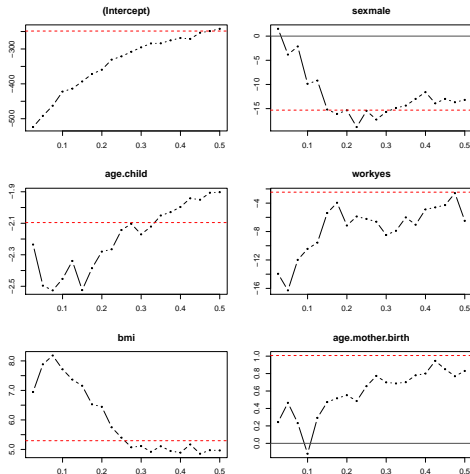 (Intercept)
−300
−500
0.1 0.2 0.3 0.4 0.5
sexmale
0
−5
−15
0.1 0.2 0.3 0.4 0.5
age.child
−1.9
−2.1
−2.3
−2.5
0.1 0.2 0.3 0.4 0.5
workyes
−4
−8
−12
−16
0.1 0.2 0.3 0.4 0.5
bmi
8.0
7.0
6.0
5.0
0.1 0.2 0.3 0.4 0.5
age.mother.birth
1.0
0.8
0.6
0.4
0.2
0.0
0.1 0.2 0.3 0.4 0.5